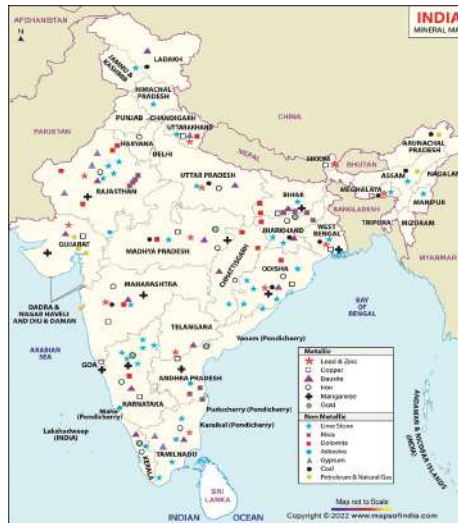 INDIA
MINERAL MAP
AFGHANISTAN
N
LADAKH
JAMMU &
KASHMIR
HIMACHAL
PRADESH
PUNJAB
CHANDIGARH
UTTARAKHAND
CHINA
PAKISTAN
HARYANA
DELHI
NEPAL
SIKKIM
BHUTAN
ARUNACHAL
PRADESH
RAJASTHAN
UTTAR PRADESH
ASSAM
NAGALAND
BIHAR
MEGHALAYA
MANIPUR
BANGLADESH
GUJARAT
MADHYA PRADESH
JHARKHAND
WEST
BENGAL
TRIPURA
MIZORAM
CHHATTISGARH
MYANMAR
DADRA &
NAGAR HAVELI
AND DIU & DAMAN
MAHARASHTRA
ODISHA
BAY
OF
BENGAL
ARABIAN
SEA
TELANGANA
Yanam (Pondicherry)
GOA
ANDHRA PRADESH
KARNATAKA
Mahe
(Pondicherry)
Puducherry (Pondicherry)
Karaikal (Pondicherry)
Lakshadweep
(INDIA)
KERALA
TAMILNADU
SRI
LANKA
INDIAN OCEAN
ANDAMAN & NICOBAR ISLANDS
(INDIA)
Metallic
Lead & Zinc
Copper
Bauxite
Iron
Manganese
Gold
Non Metallic
Lime Stone
Mica
Dolomite
Asbestos
Gypsum
Coal
Petroleum & Natural Gas
Map not to Scale
Copyright © 2022 www.mapsofindia.com